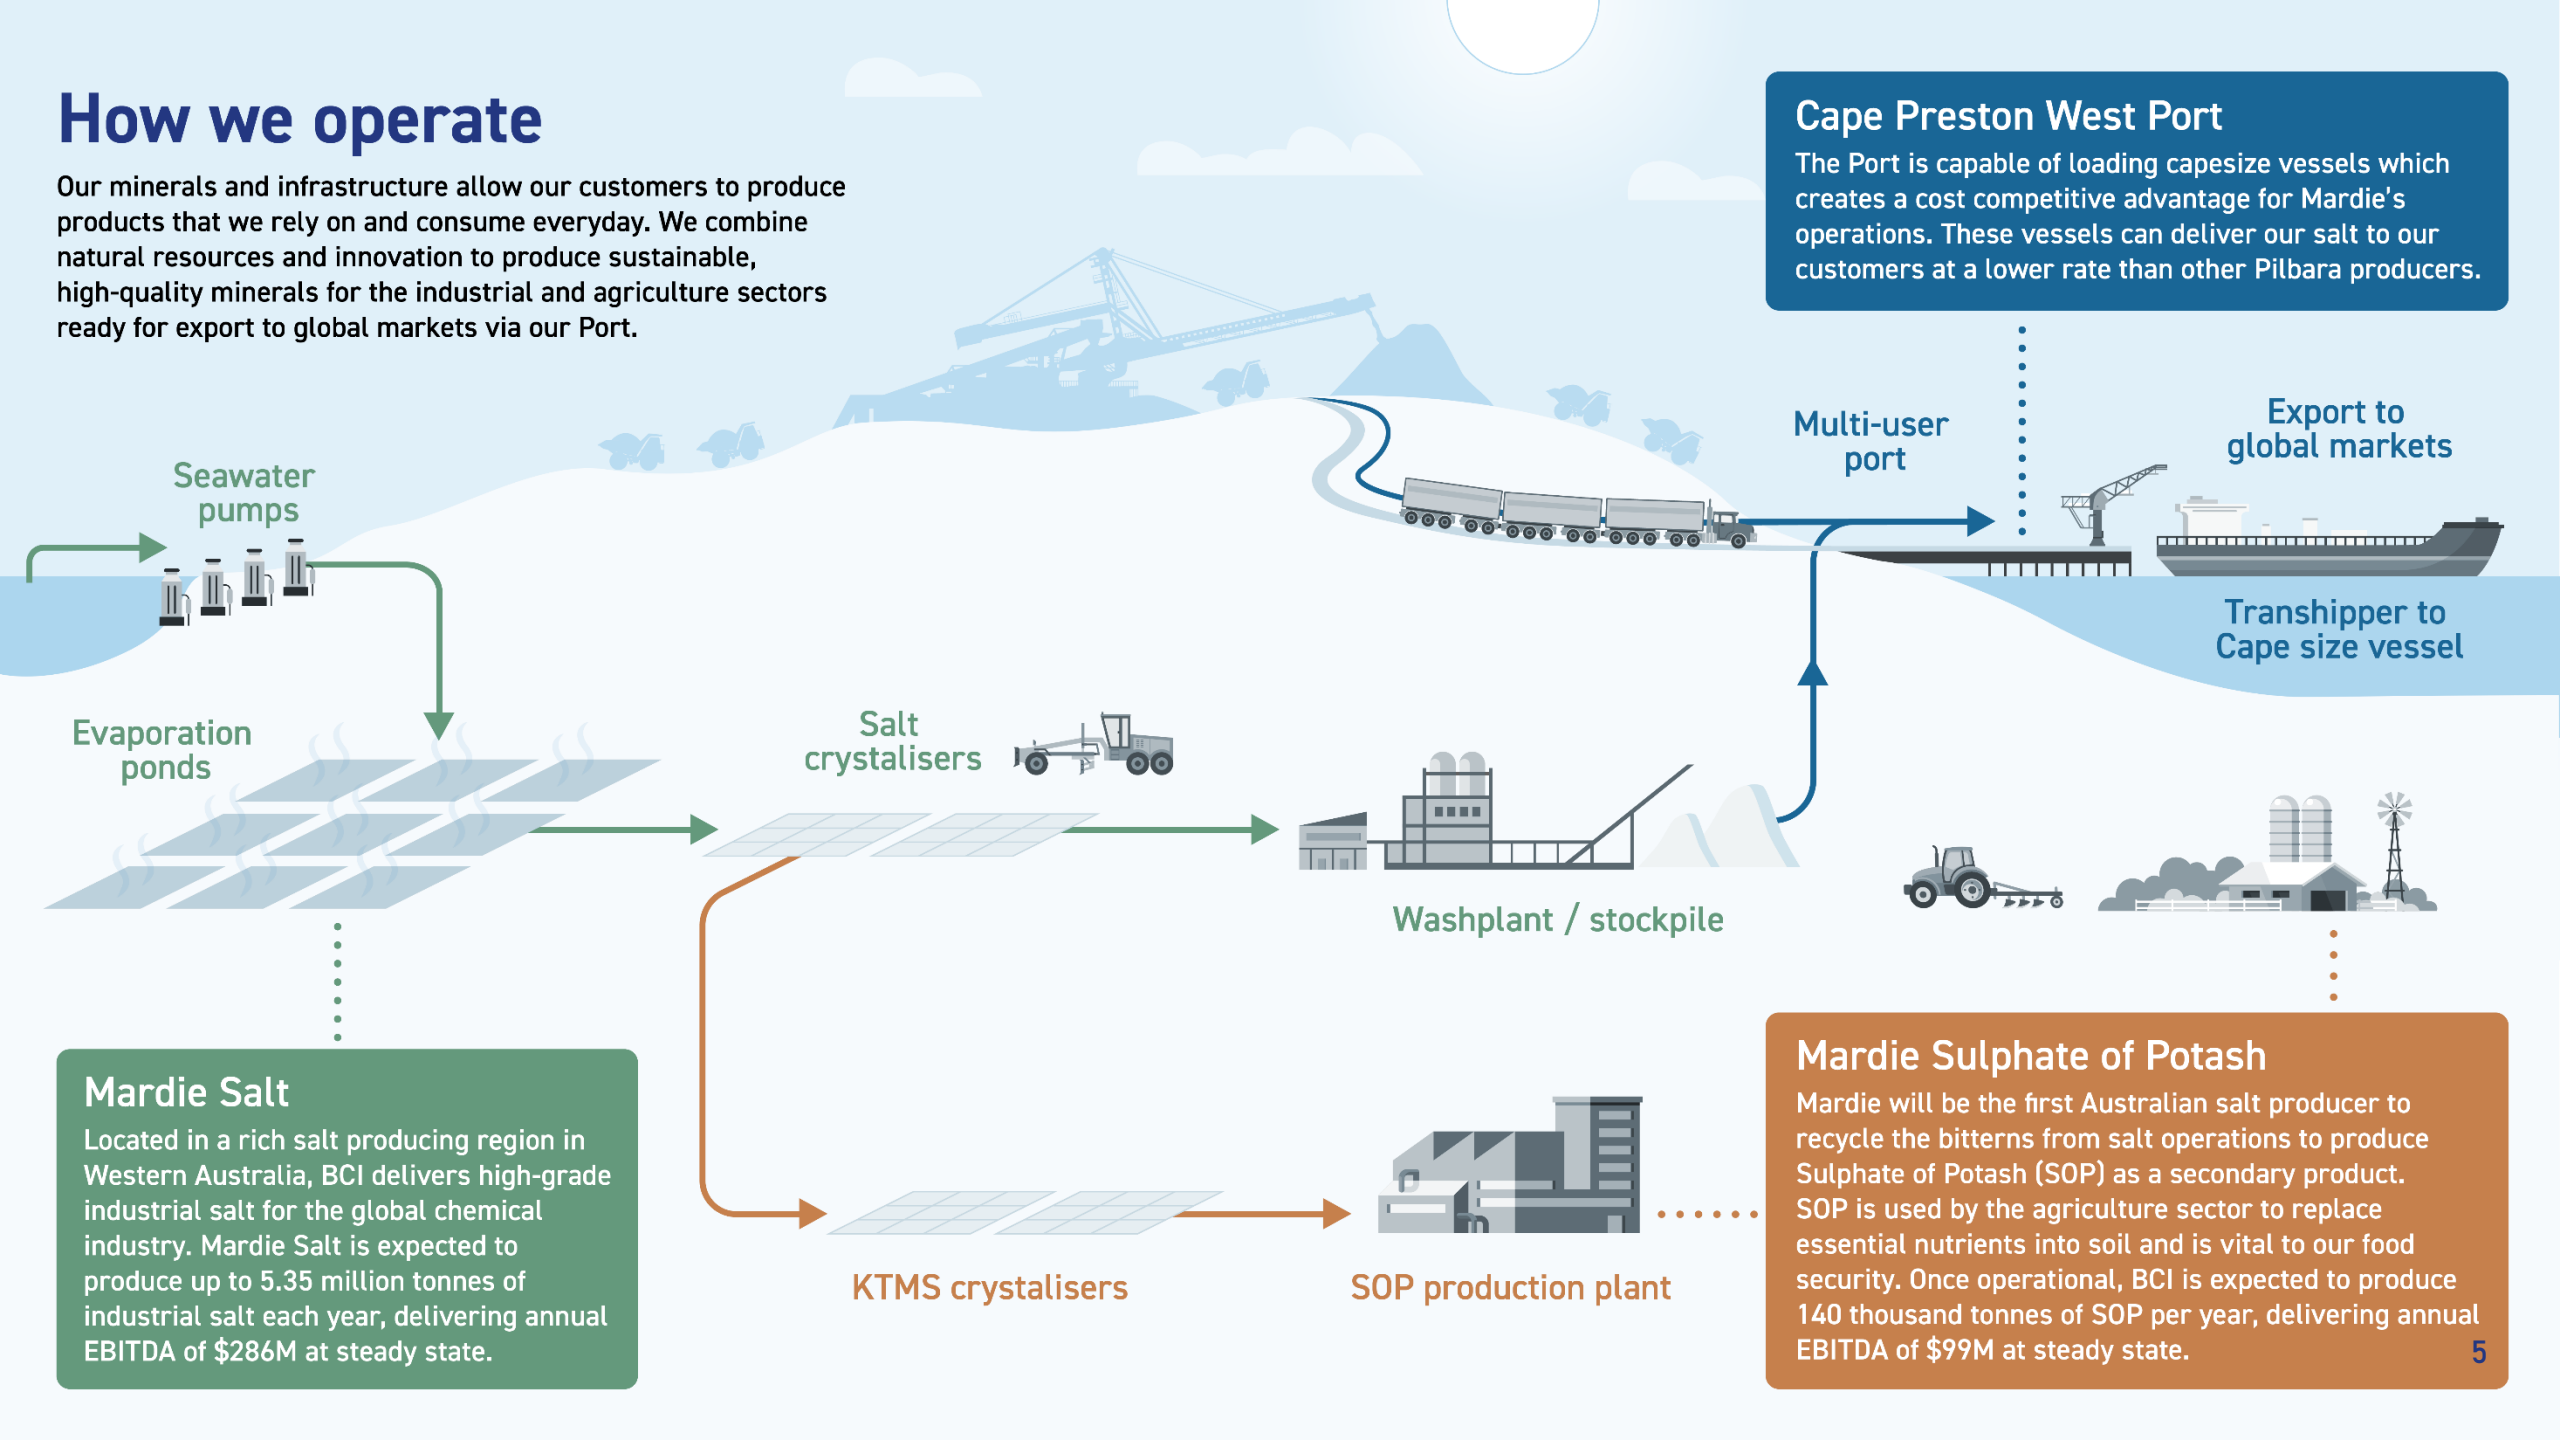 How we operate
Our minerals and infrastructure allow our customers to produce
products that we rely on and consume everyday. We combine
natural resources and innovation to produce sustainable,
high-quality minerals for the industrial and agriculture sectors
ready for export to global markets via our Port.
Cape Preston West Port
The Port is capable of loading capesize vessels which
creates a cost competitive advantage for Mardie's
operations. These vessels can deliver our salt to our
customers at a lower rate than other Pilbara producers.
Multi-user
port
Export to
global markets
Seawater
pumps
Transhipper to
Cape size vessel
Evaporation
ponds
Salt
crystalisers
Washplant / stockpile
Mardie Salt
Located in a rich salt producing region in
Western Australia, BCI delivers high-grade
industrial salt for the global chemical
industry. Mardie Salt is expected to
produce up to 5.35 million tonnes of
industrial salt each year, delivering annual
EBITDA of $286M at steady state.
KTMS crystalisers
SOP production plant
Mardie Sulphate of Potash
Mardie will be the first Australian salt producer to
recycle the bitterns from salt operations to produce
Sulphate of Potash (SOP) as a secondary product.
SOP is used by the agriculture sector to replace
essential nutrients into soil and is vital to our food
security. Once operational, BCI is expected to produce
140 thousand tonnes of SOP per year, delivering annual
EBITDA of $99M at steady state.
5